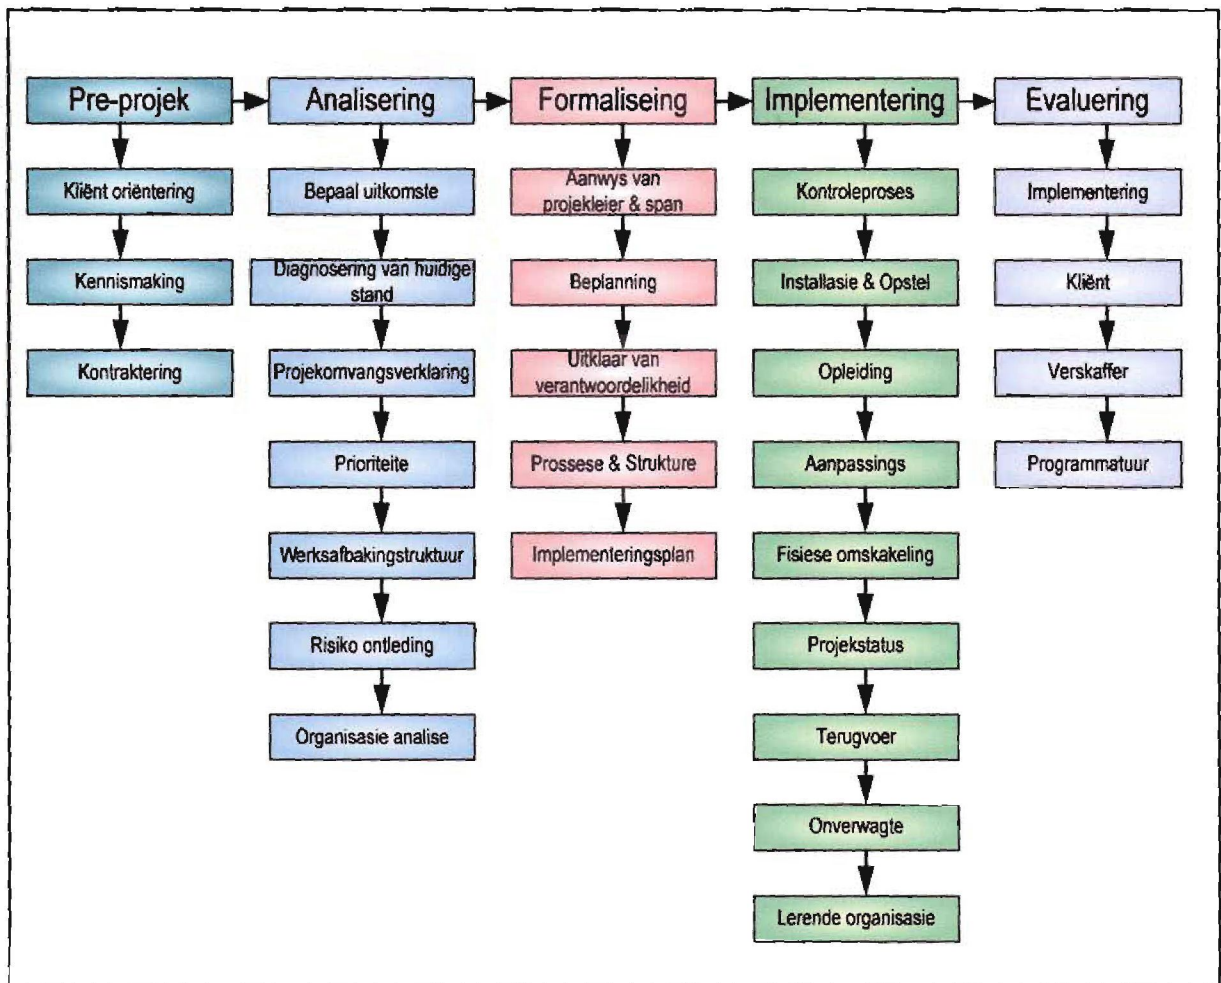 Pre-projek
Kliënt oriëntering
Kennismaking
Kontraktering
Analisering
Bepaal uitkomste
Diagnosering van huidige
stand
Projekomvangsverklaring
Prioriteite
Werksafbakingstruktuur
Risiko ontleding
Organisasie analise
Formaliseing
Aanwys van
projekleier & span
Beplanning
Uitklaar van
verantwoordelikheid
Prossese & Strukture
Implementeringsplan
Implementering
Kontroleproses
Installasie & Opstel
Opleiding
Aanpassings
Fisiese omskakeling
Projekstatus
Terugvoer
Onverwagte
Lerende organisasie
Evaluering
Implementering
Kliënt
Verskaffer
Programmatuur